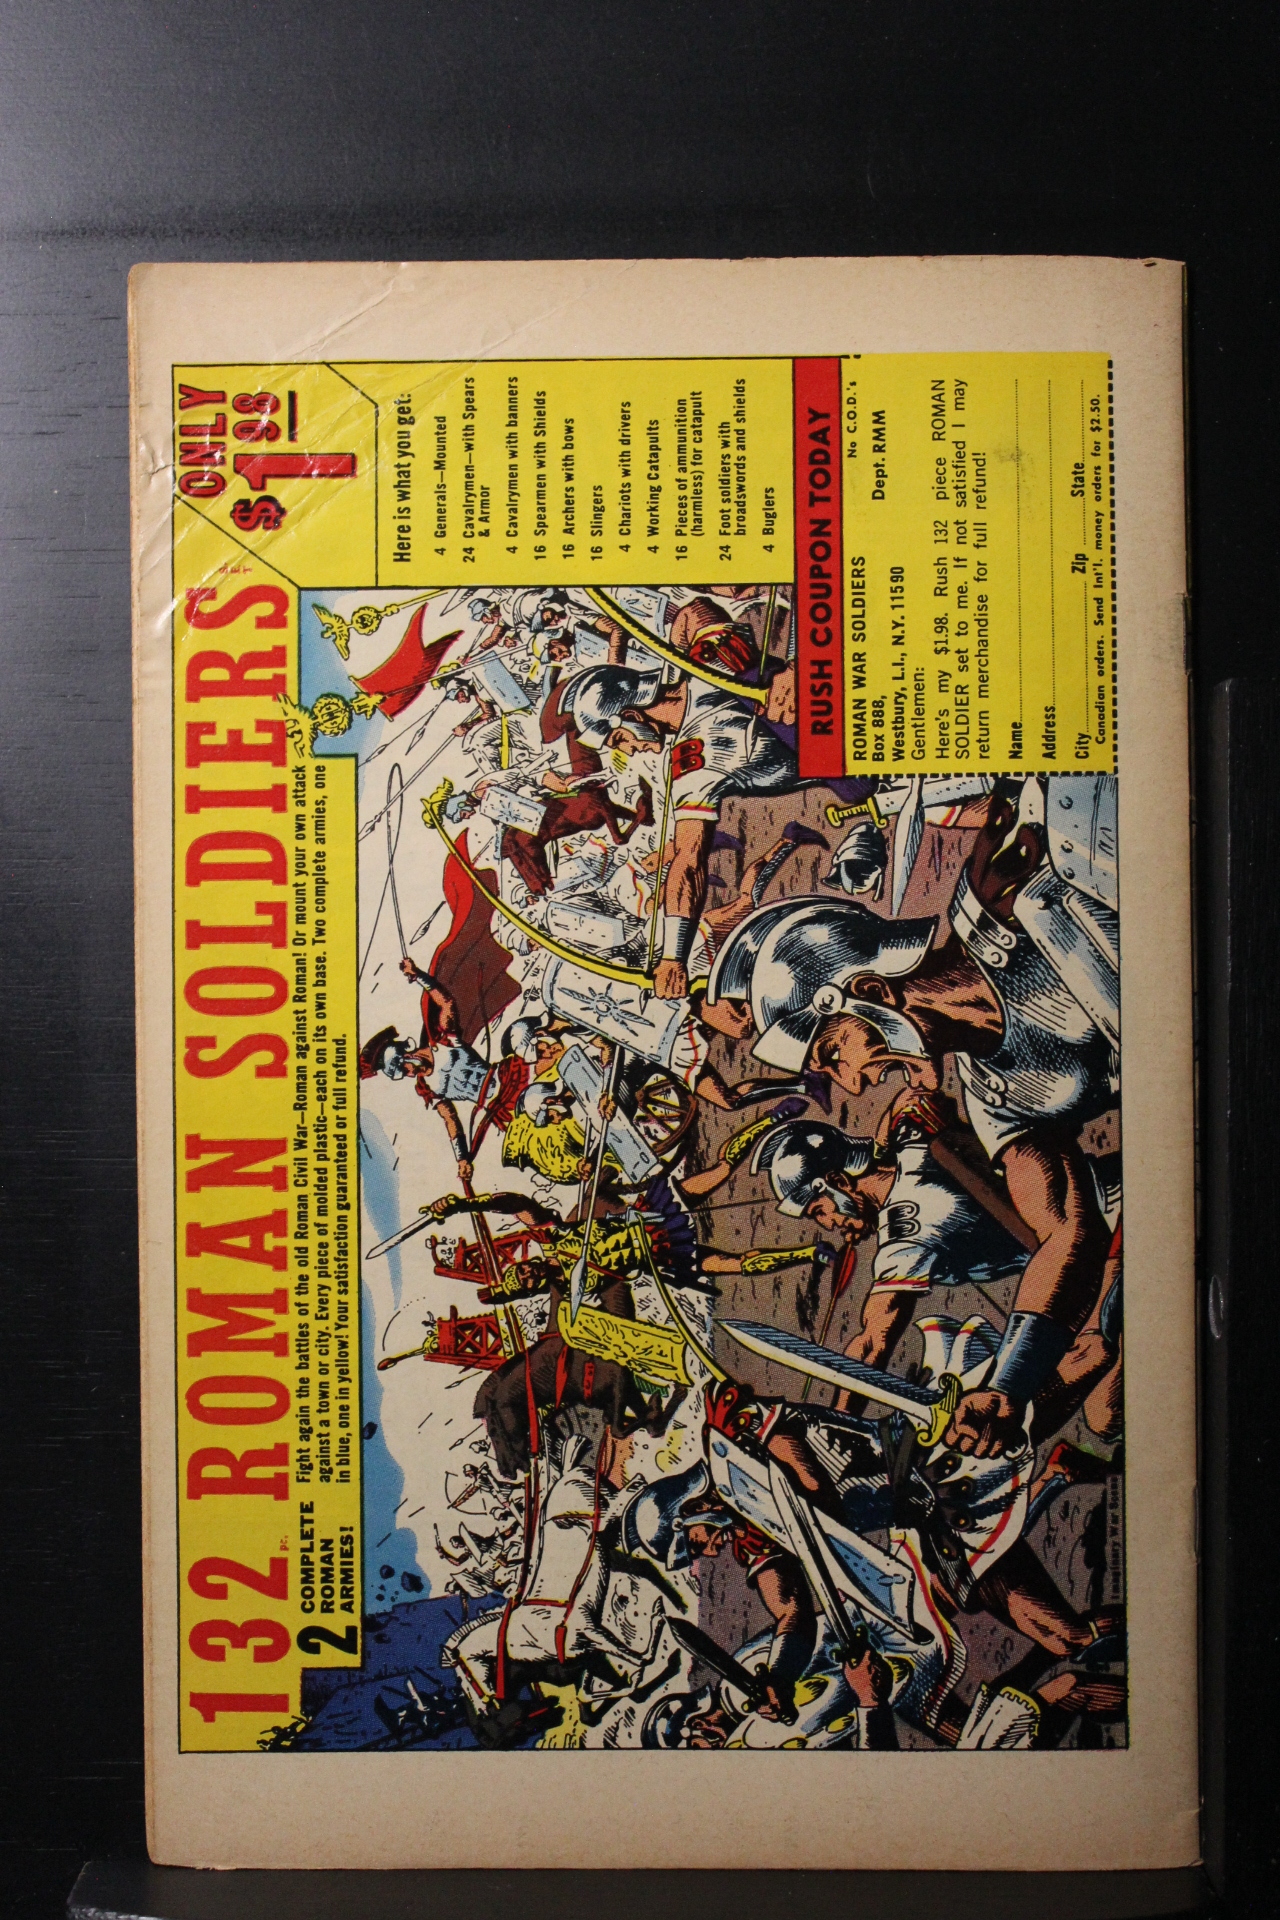 132 PC. ROMAN SOLDIERS SET
ONLY
$1.98
2 COMPLETE
ROMAN
ARMIES!
Fight again the battles of the old Roman Civil War—Roman against Roman! Or mount your own attack
against a town or city. Every piece of molded plastic—each on its own base. Two complete armies, one
in blue, one in yellow! Your satisfaction guaranteed or full refund.
Here is what you get:
4 Generals—Mounted
24 Cavalrymen—with Spears
& Armor
4 Cavalrymen with banners
16 Spearmen with Shields
16 Archers with bows
16 Slingers
4 Chariots with drivers
4 Working Catapults
16 Pieces of ammunition
(harmless) for catapult
24 Foot soldiers with
broadswords and shields
4 Buglers
RUSH COUPON TODAY
No C.O.D.'s
ROMAN WAR SOLDIERS
Box 888, Dept. RMM
Westbury, L.I., N.Y. 11590
Gentlemen:
Here's my $1.98. Rush 132 piece ROMAN
SOLDIER set to me. If not satisfied I may
return merchandise for full refund!
Name
Address
City Zip State
Canadian orders. Send Int'l. money orders for $2.50.
Imaginary War Scene